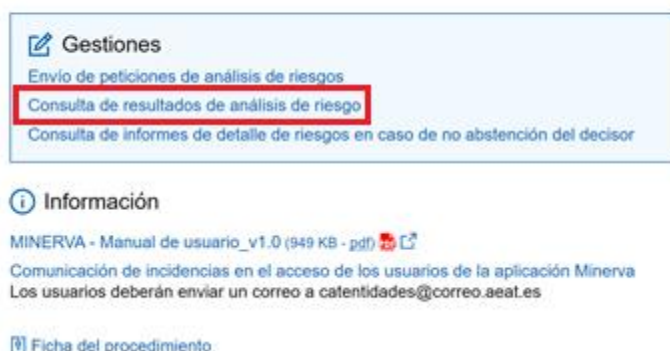 Gestiones
Envío de peticiones de análisis de riesgos
Consulta de resultados de análisis de riesgo
Consulta de informes de detalle de riesgos en caso de no abstención del decisor
Información
MINERVA - Manual de usuario_v1.0 (949 KB - pdf)
Comunicación de incidencias en el acceso de los usuarios de la aplicación Minerva
Los usuarios deberán enviar un correo a catentidades@correo.aeat.es
Ficha del procedimiento